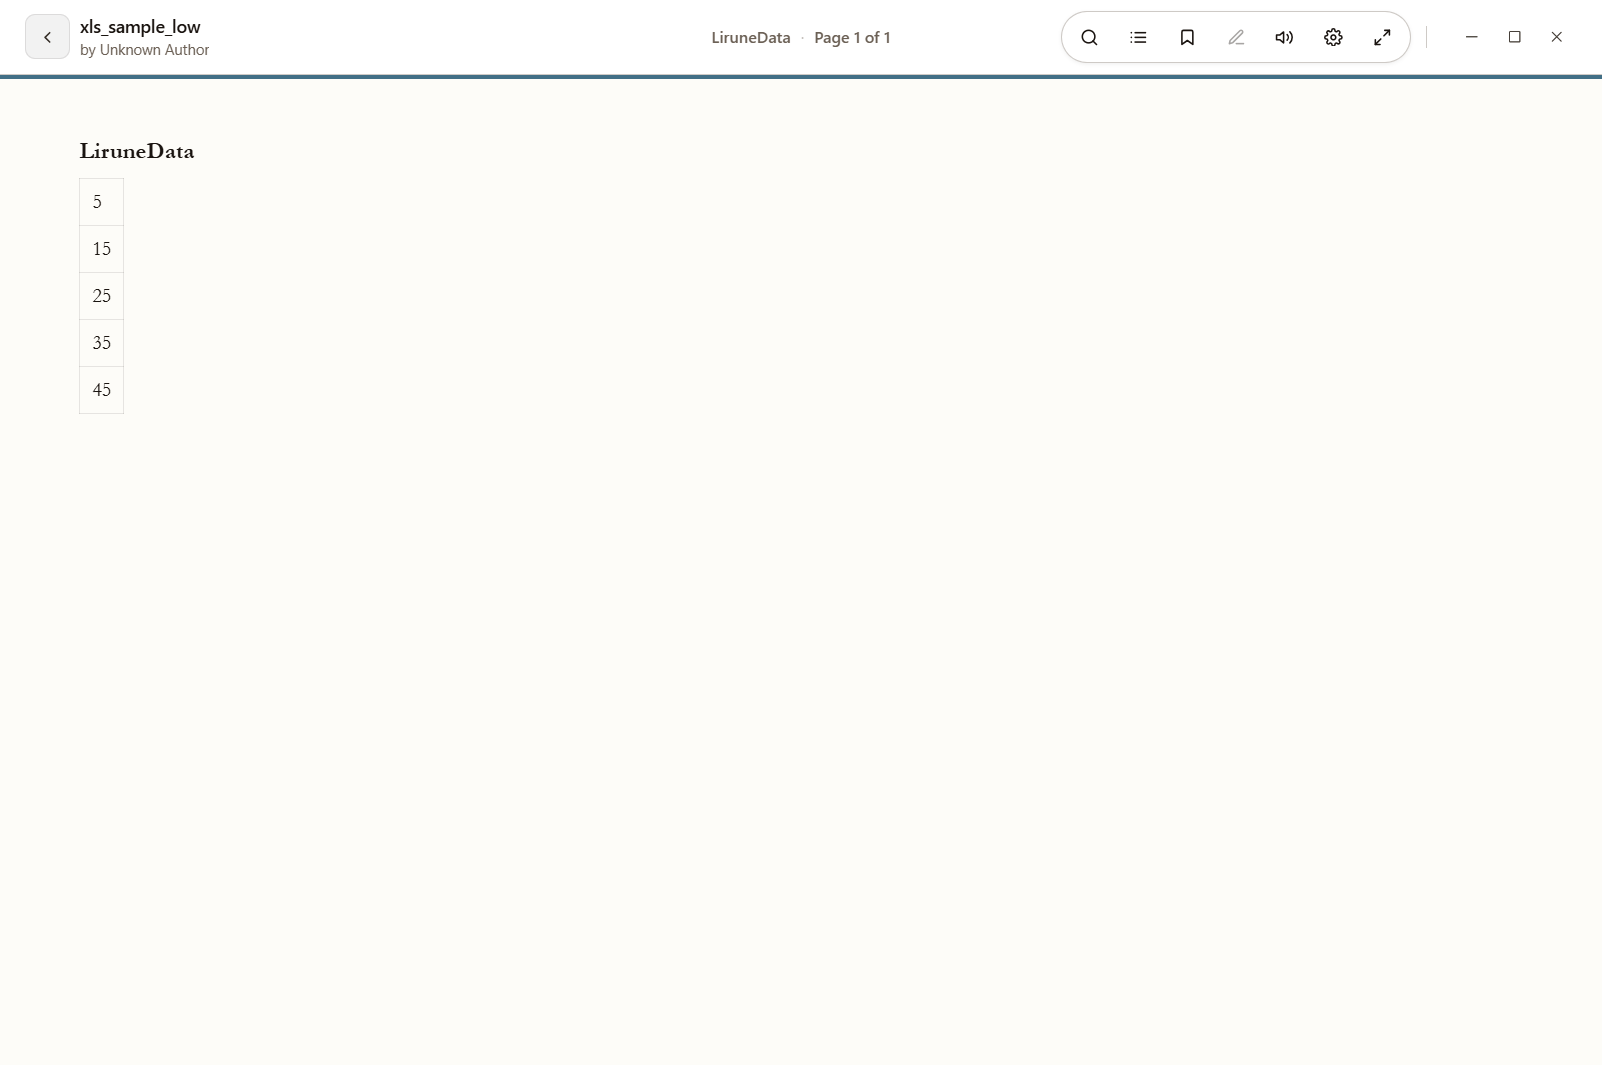 xls_sample_low
by Unknown Author
LiruneData · Page 1 of 1
LiruneData
5
15
25
35
45